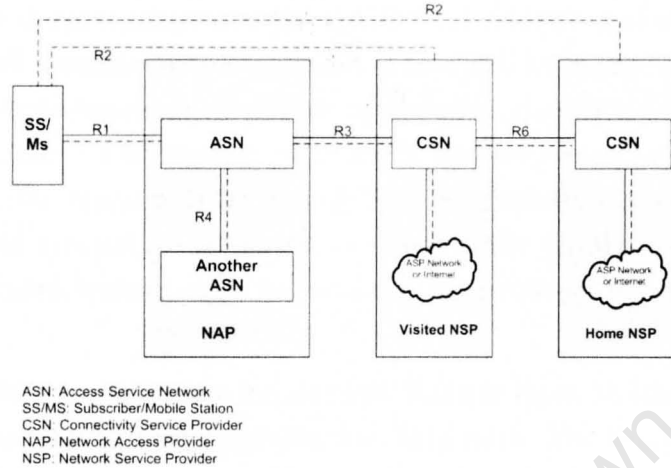 R2
R2
SS/
Ms
R1
ASN
R3
CSN
R6
CSN
R4
Another
ASN
ASP Network
or Internet
ASP Network
or Internet
NAP
Visited NSP
Home NSP
ASN: Access Service Network
SS/MS: Subscriber/Mobile Station
CSN: Connectivity Service Provider
NAP: Network Access Provider
NSP: Network Service Provider